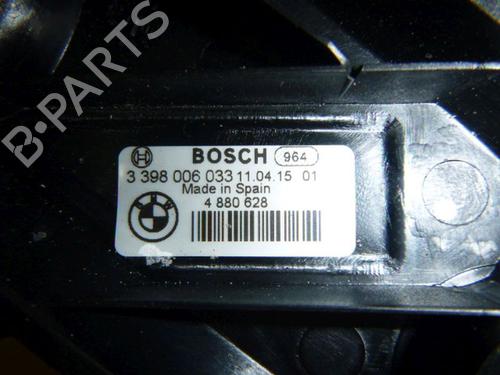 B-PARTS
BOSCH 964
3 398 006 033 11.04.15 01
Made in Spain
4 880 628